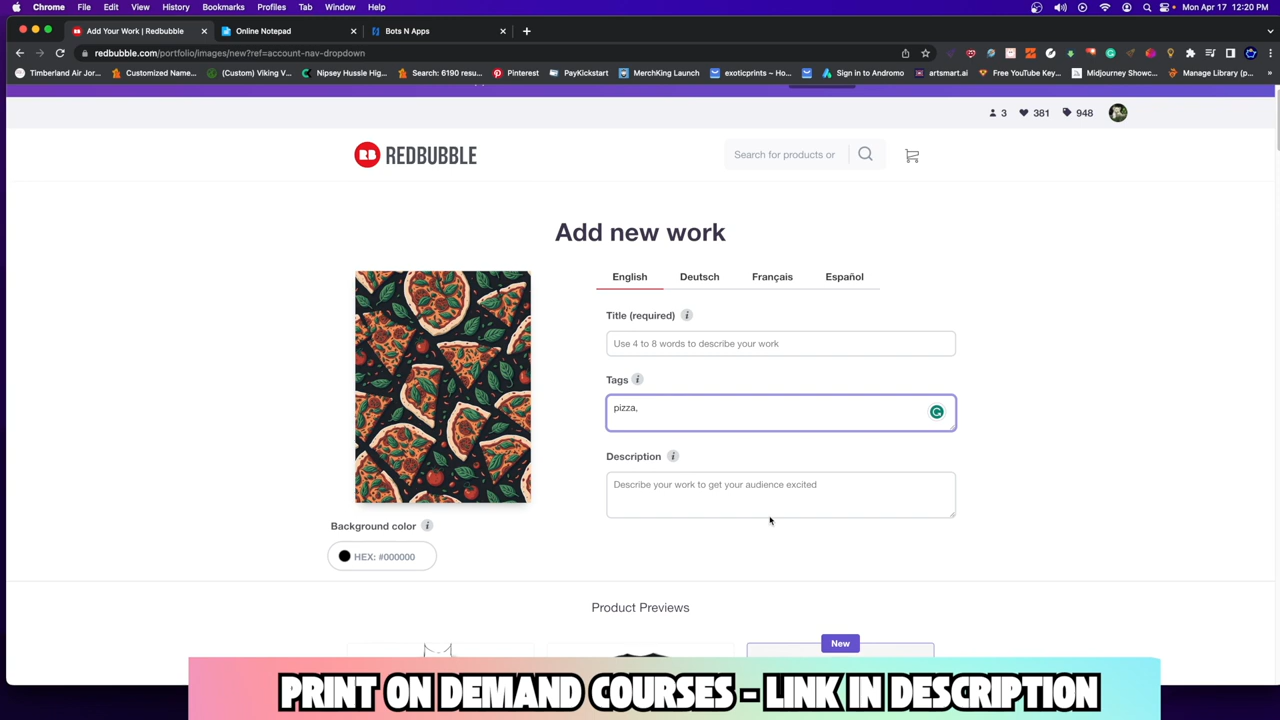 Chrome File Edit View History Bookmarks Profiles Tab Window Help Mon Apr 17 12:20 PM
Add Your Work | Redbubble Online Notepad Bots N Apps
redbubble.com/portfolio/images/new?ref=account-nav-dropdown
Timberland Air Jor... Customized Name... (Custom) Viking V... Nipsey Hussle Hig... Search: 6190 resu... Pinterest PayKickstart MerchKing Launch exoticprints – Ho... Sign in to Andromo artsmart.ai Free YouTube Key... Midjourney Showc... Manage Library (p...
3 381 948
RB REDBUBBLE Search for products or
Add new work
English Deutsch Français Español
Title (required)
Use 4 to 8 words to describe your work
Tags
pizza,
Description
Describe your work to get your audience excited
Background color
HEX: #000000
Product Previews
New
PRINT ON DEMAND COURSES - LINK IN DESCRIPTION